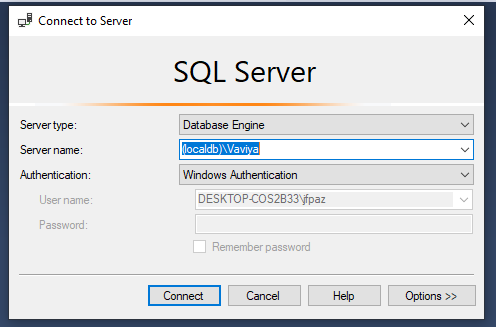 Connect to Server
SQL Server
Server type: Database Engine
Server name: (localdb)\Vaviya
Authentication: Windows Authentication
User name: DESKTOP-COS2B33\jfpaz
Password:
Remember password
Connect Cancel Help Options >>